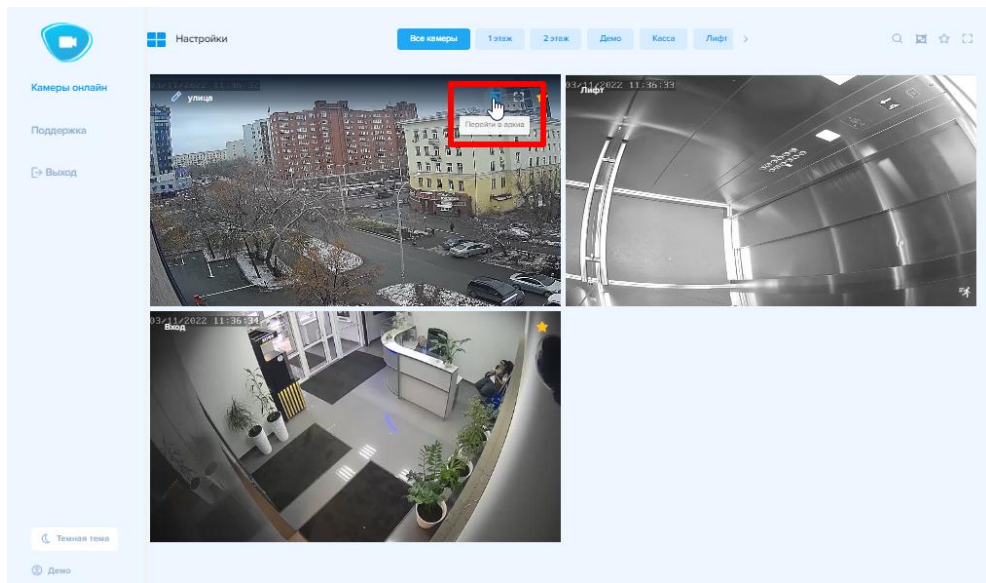 Настройки
Все камеры
1 этаж
2 этаж
Демо
Касса
Лифт
Камеры онлайн
Поддержка
Выход
улица
Перейти в архив
03/11/2022 11:36:33
Лифт
03/11/2022 11:36:34
Вход
Темная тема
Демо